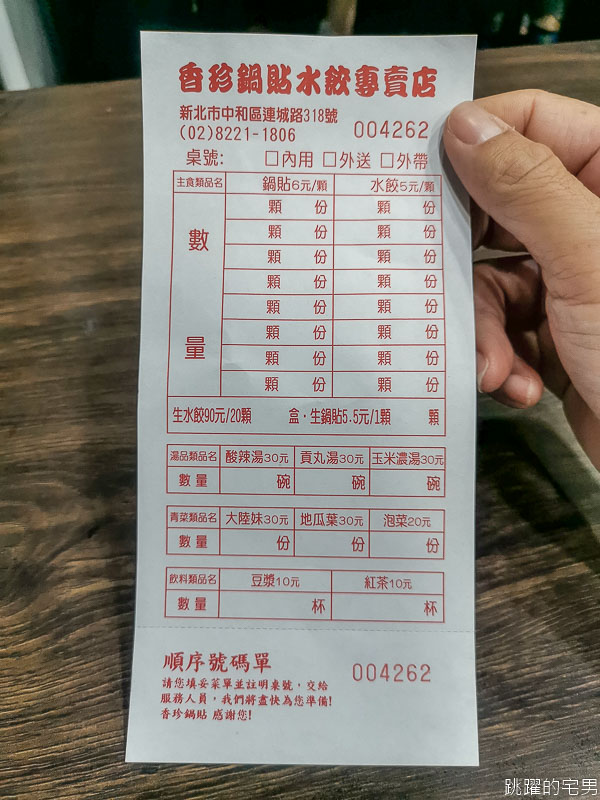 香珍鍋貼水餃專賣店
新北市中和區連城路318號
(02)8221-1806 004262
桌號: □內用 □外送 □外帶
主食類品名 鍋貼6元/顆 水餃5元/顆
數量
顆 份 顆 份
顆 份 顆 份
顆 份 顆 份
顆 份 顆 份
顆 份 顆 份
顆 份 顆 份
顆 份 顆 份
顆 份 顆 份
生水餃90元/20顆 盒·生鍋貼5.5元/1顆 顆
湯品類品名 酸辣湯30元 貢丸湯30元 玉米濃湯30元
數量 碗 碗 碗
青菜類品名 大陸妹30元 地瓜葉30元 泡菜20元
數量 份 份 份
飲料類品名 豆漿10元 紅茶10元
數量 杯 杯
順序號碼單 004262
請您填妥菜單並註明桌號，交給
服務人員，我們將盡快為您準備!
香珍鍋貼 感謝您!
跳躍的宅男